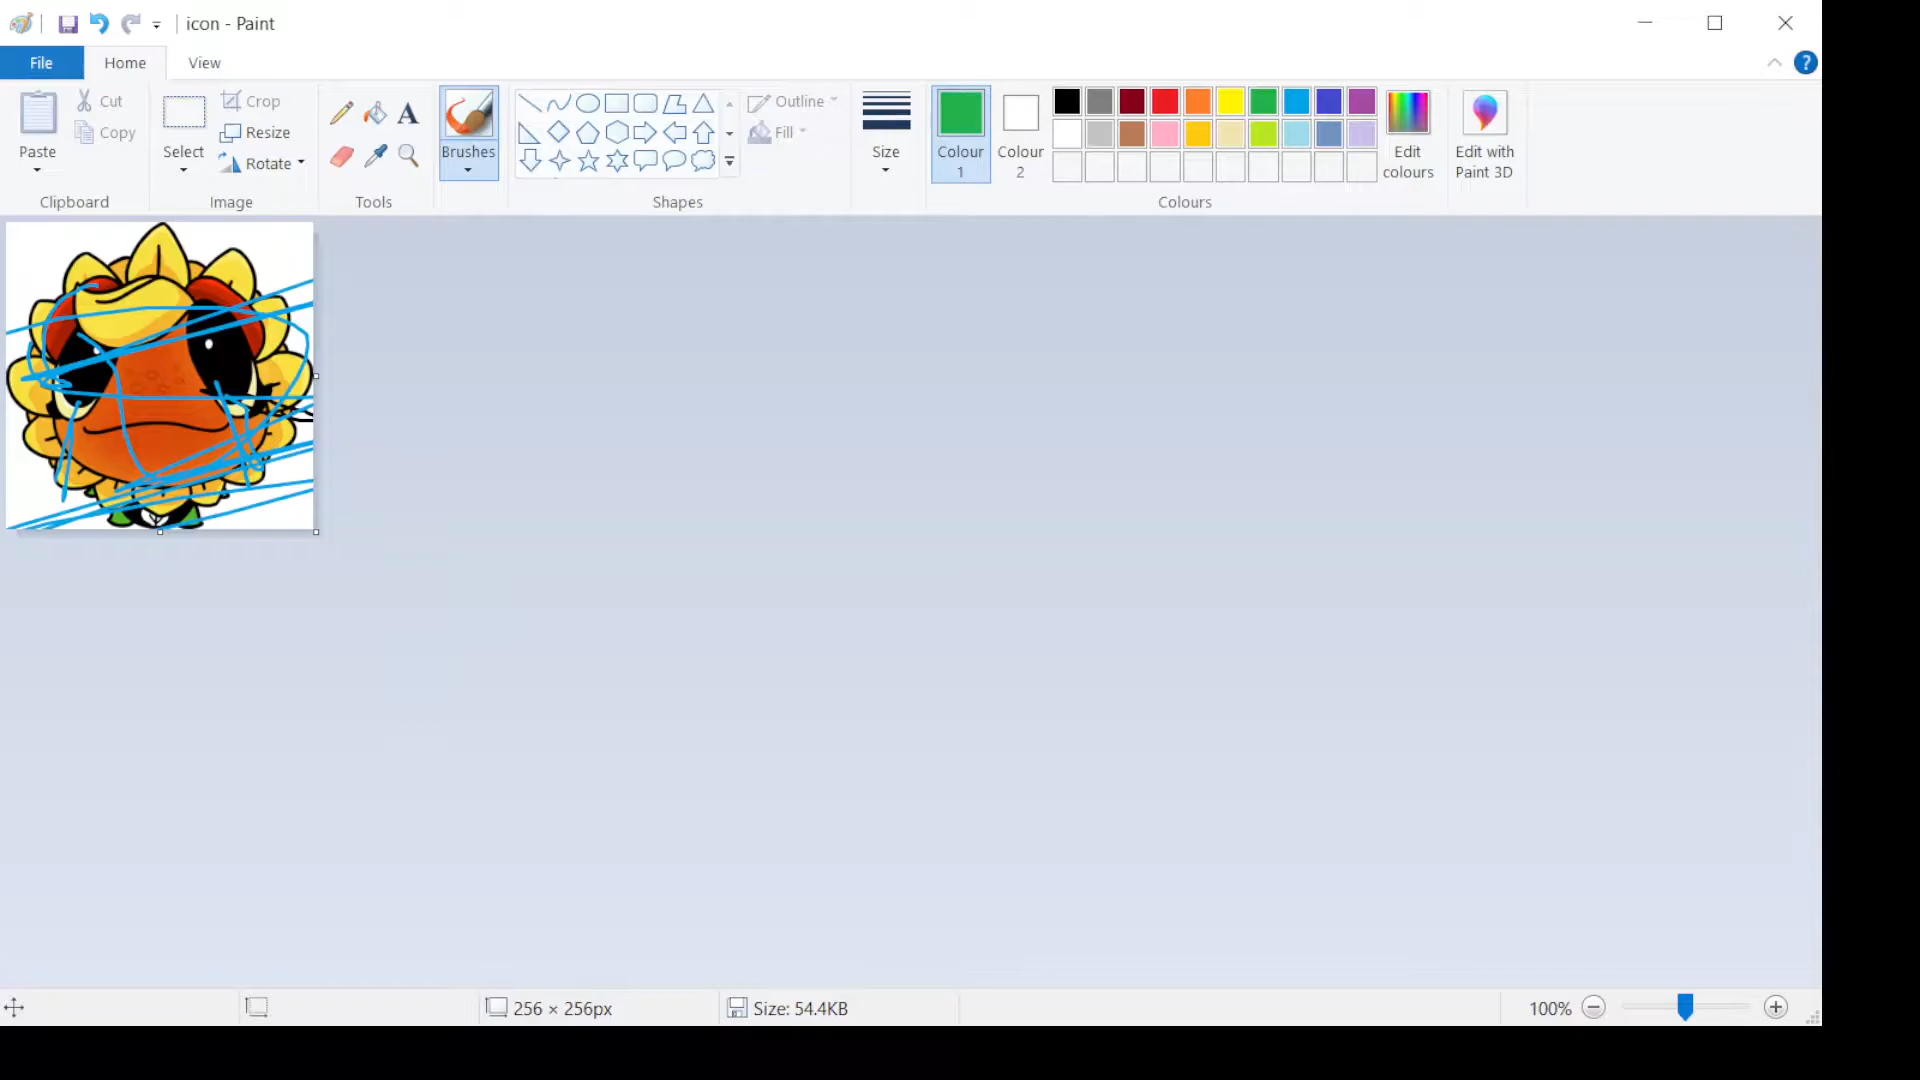 icon - Paint
File Home View
?
Paste
Cut
Copy
Clipboard
Select
Crop
Resize
Rotate
Image
A
Tools
Brushes
Outline
Fill
Shapes
Size
Colour
1
Colour
2
Edit
colours
Colours
Edit with
Paint 3D
256 × 256px
Size: 54.4KB
100%